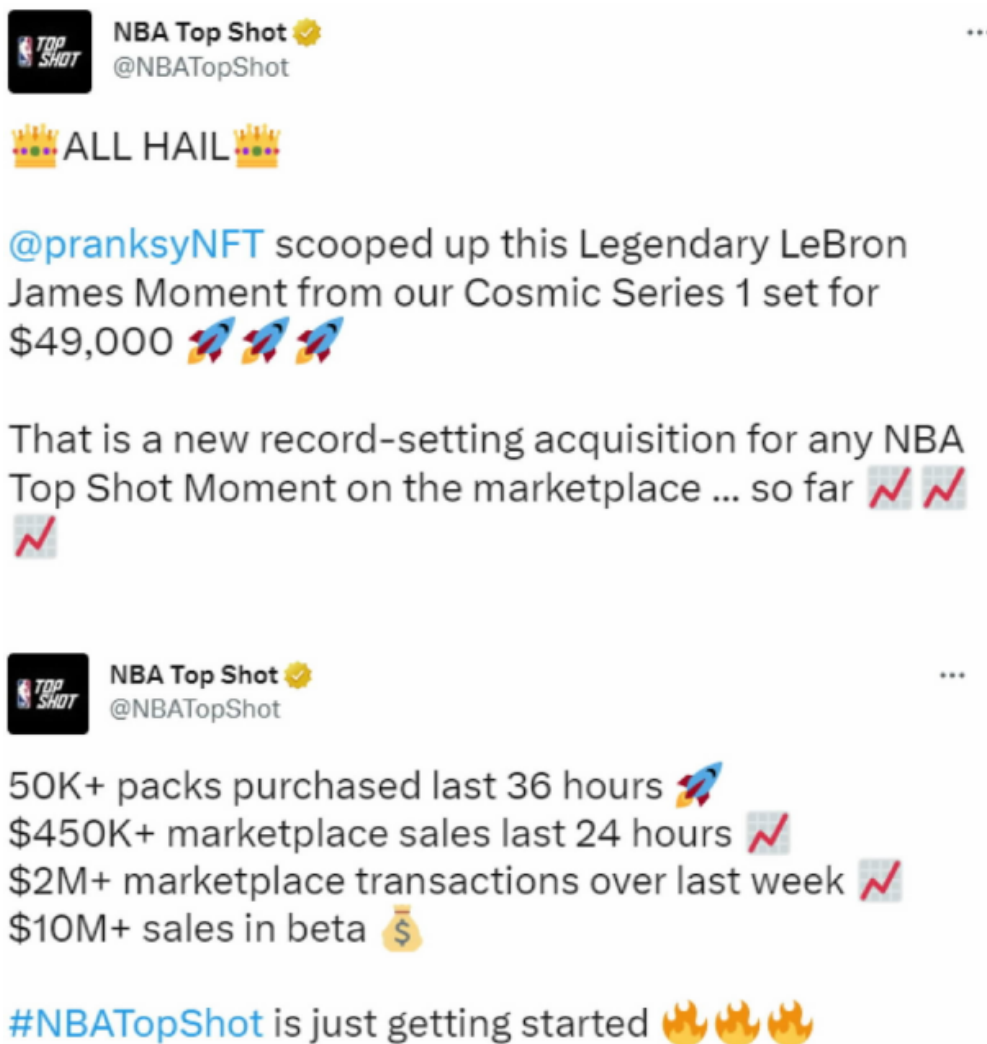 TOP SHOT
NBA Top Shot
@NBATopShot
👑ALL HAIL👑
@pranksyNFT scooped up this Legendary LeBron
James Moment from our Cosmic Series 1 set for
$49,000 🚀🚀🚀
That is a new record-setting acquisition for any NBA
Top Shot Moment on the marketplace ... so far 📈📈
📈
TOP SHOT
NBA Top Shot
@NBATopShot
50K+ packs purchased last 36 hours 🚀
$450K+ marketplace sales last 24 hours 📈
$2M+ marketplace transactions over last week 📈
$10M+ sales in beta 💰
#NBATopShot is just getting started 🔥🔥🔥